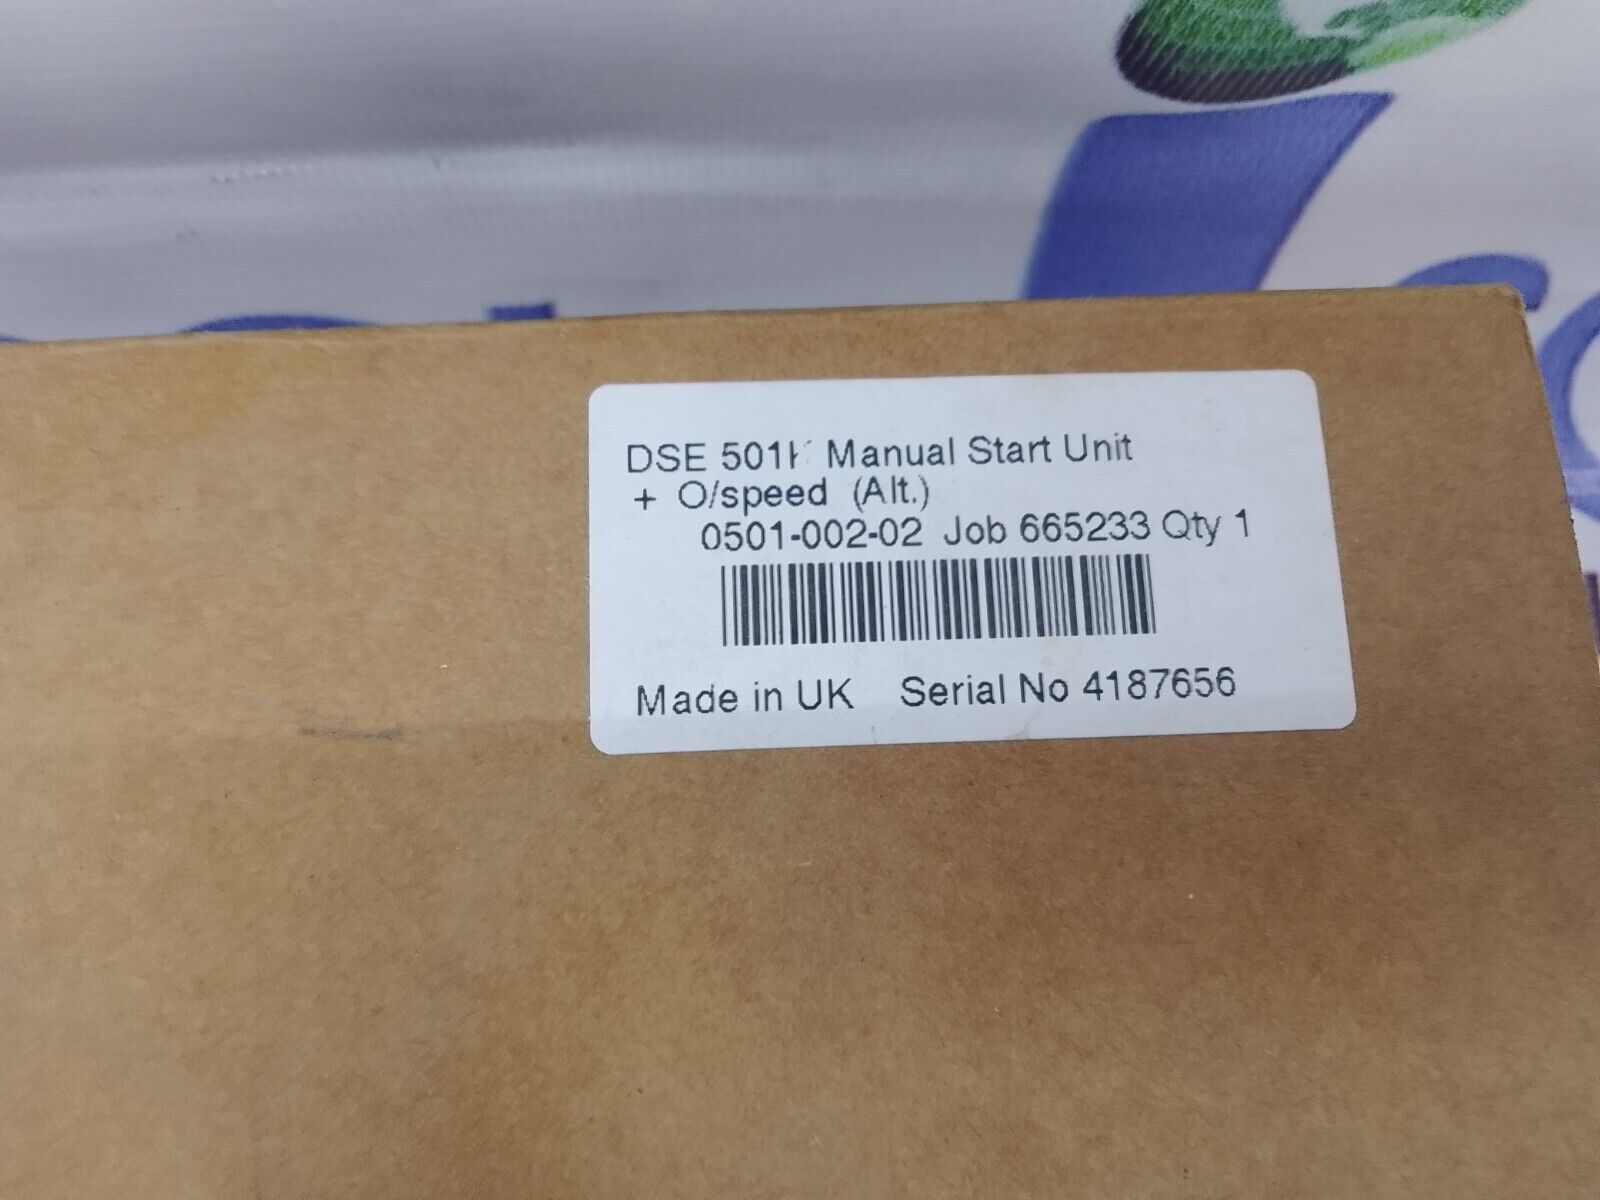 DSE 501K Manual Start Unit
+ O/speed (Alt.)
0501-002-02 Job 665233 Qty 1
Made in UK Serial No 4187656